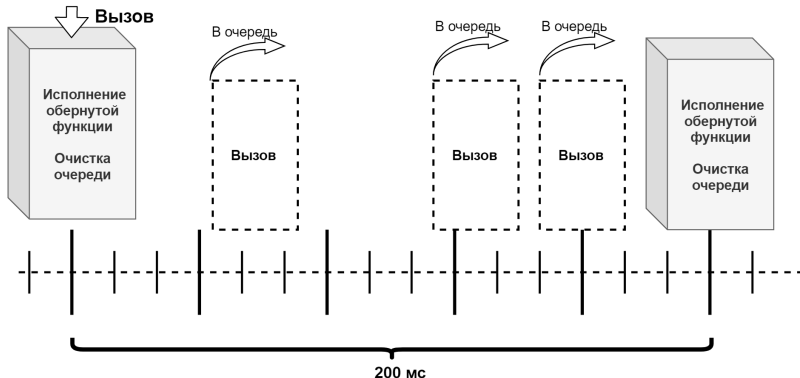 Вызов
Исполнение
обернутой
функции
Очистка
очереди
В очередь
Вызов
В очередь
Вызов
В очередь
Вызов
Исполнение
обернутой
функции
Очистка
очереди
200 мс